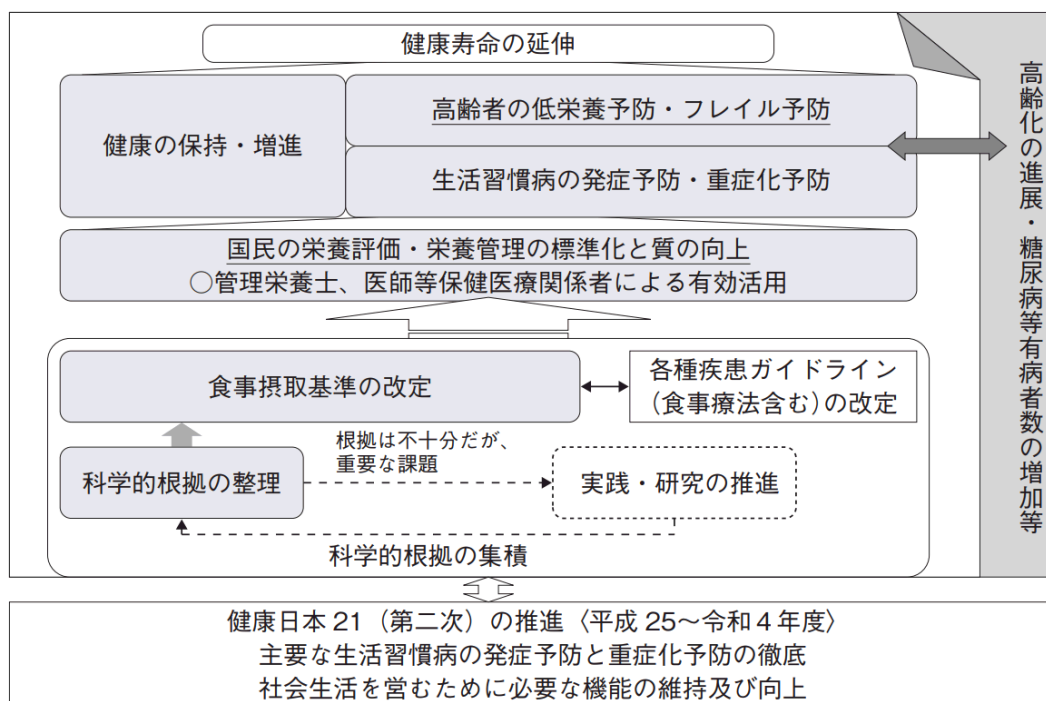 健康寿命の延伸
健康の保持・増進
高齢者の低栄養予防・フレイル予防
生活習慣病の発症予防・重症化予防
高齢化の進展・糖尿病等有病者数の増加等
国民の栄養評価・栄養管理の標準化と質の向上
○管理栄養士、医師等保健医療関係者による有効活用
食事摂取基準の改定
各種疾患ガイドライン
(食事療法含む)の改定
根拠は不十分だが、
重要な課題
科学的根拠の整理
実践・研究の推進
科学的根拠の集積
健康日本 21（第二次）の推進〈平成 25～令和４年度〉
主要な生活習慣病の発症予防と重症化予防の徹底
社会生活を営むために必要な機能の維持及び向上